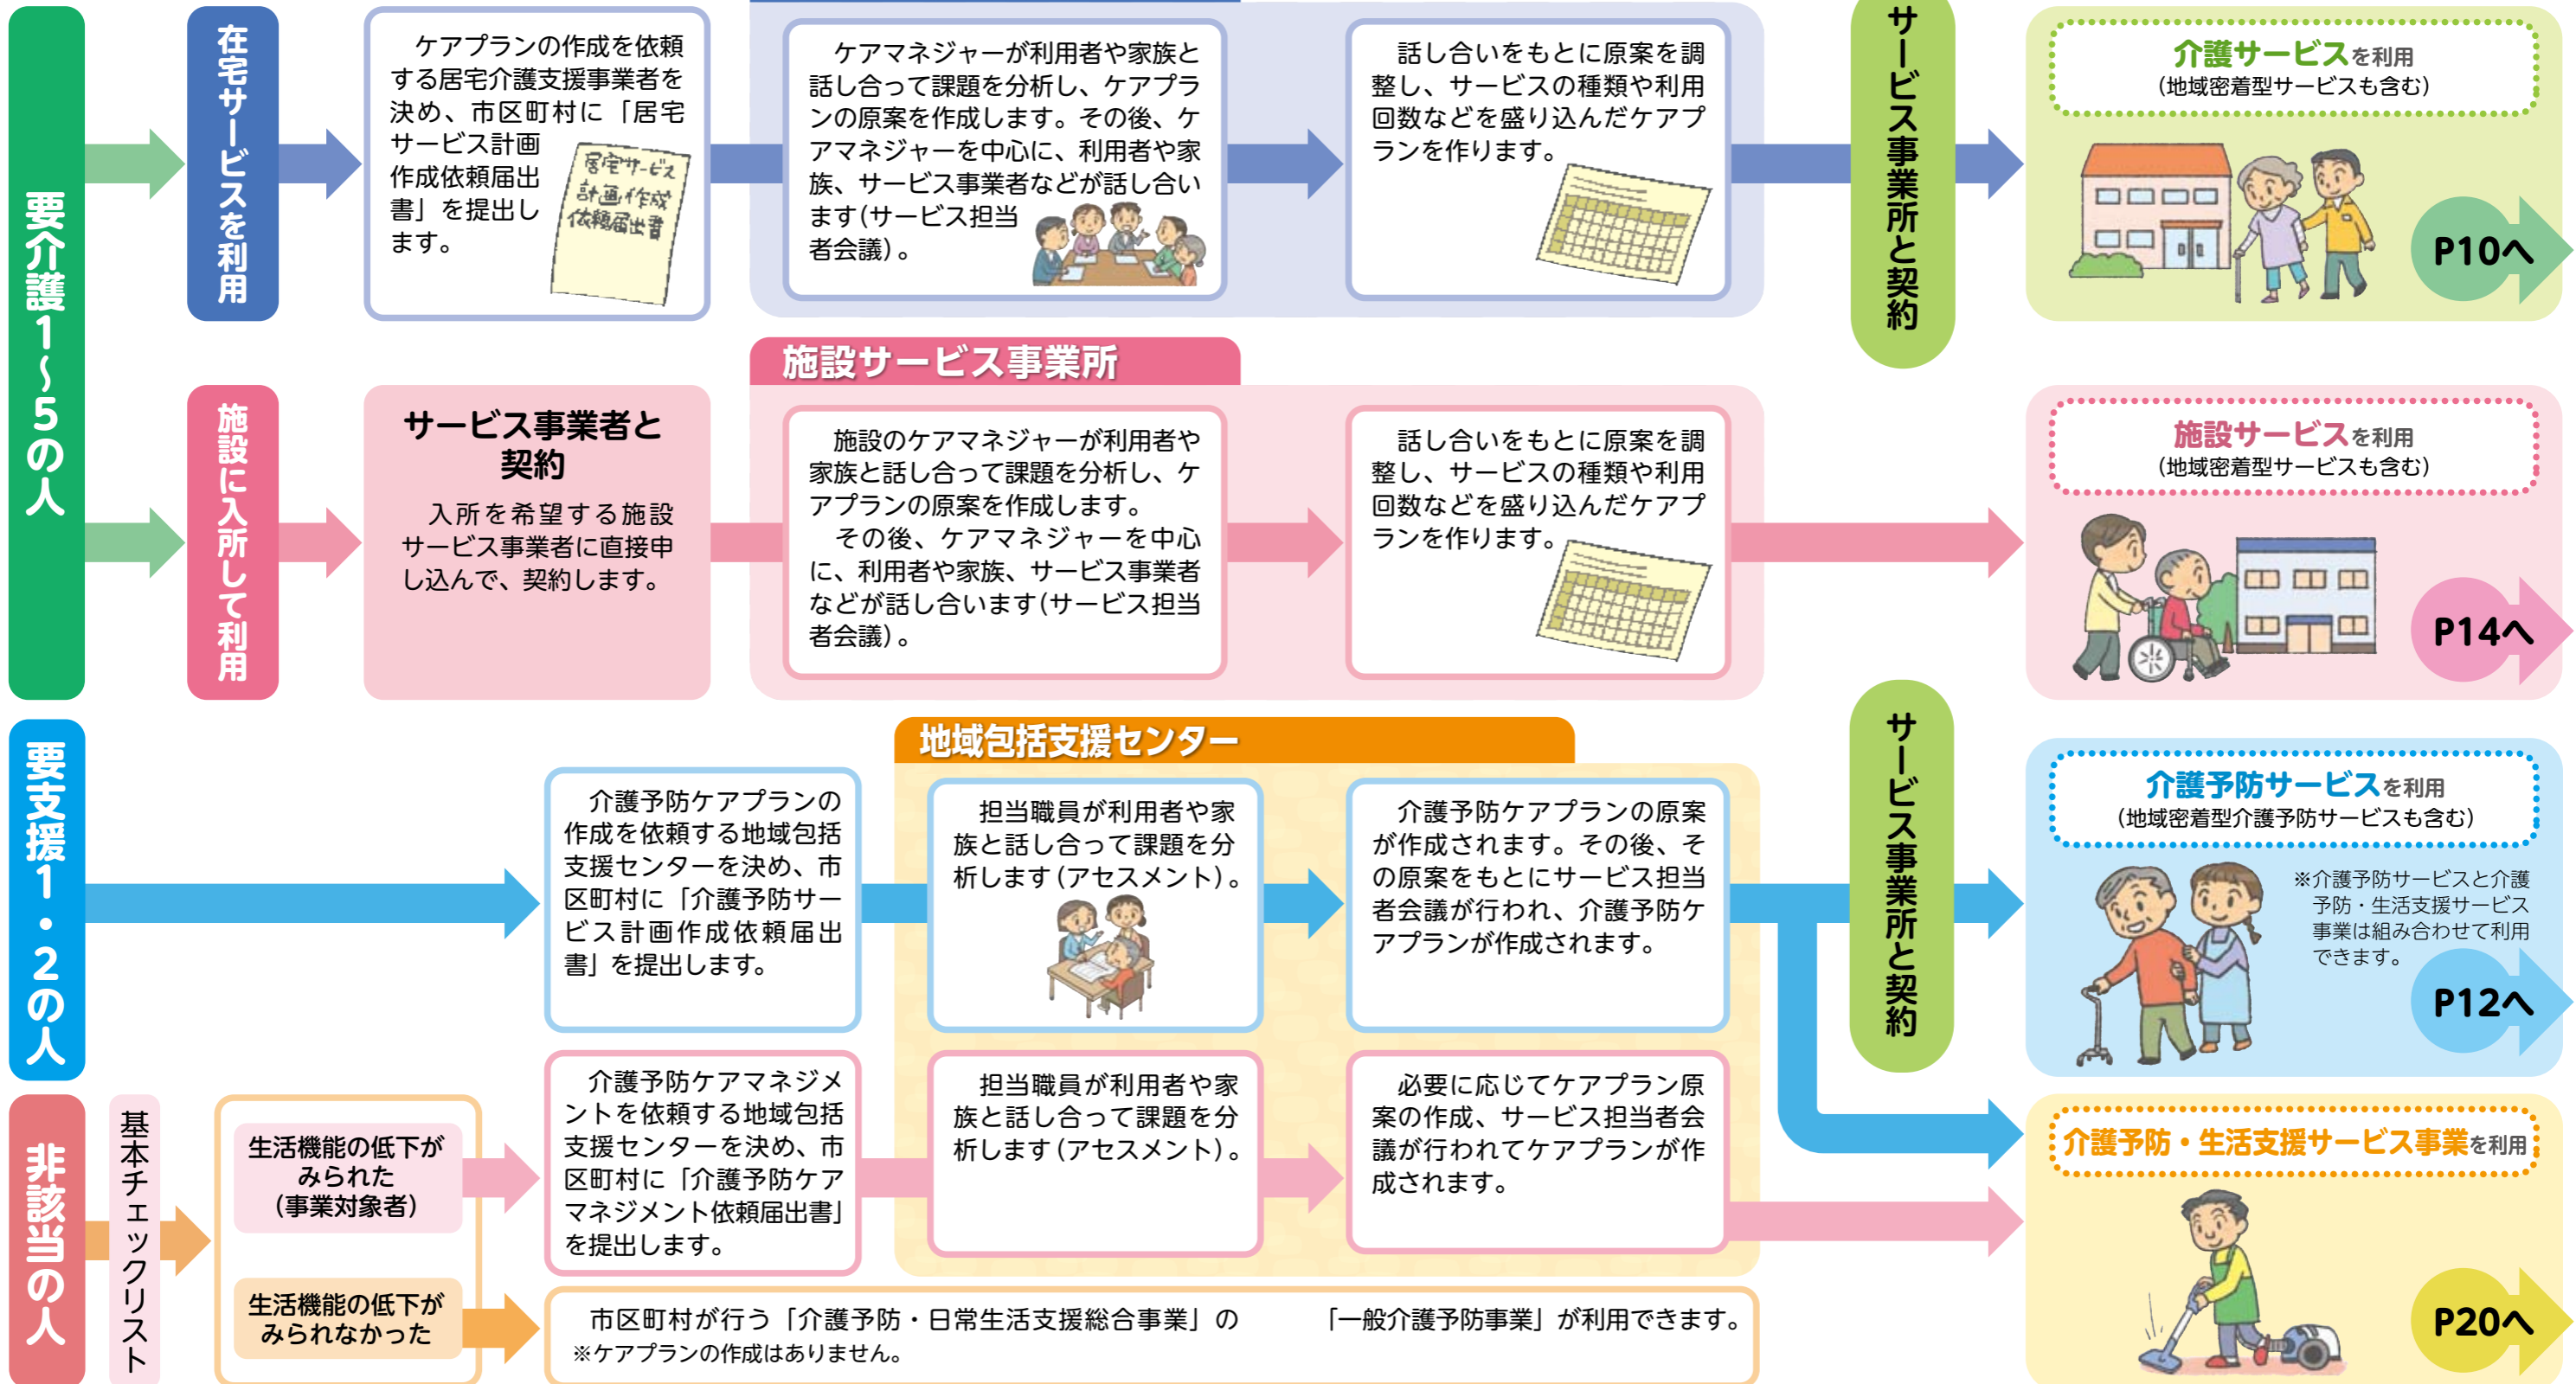 要介護1～5の人
在宅サービスを利用
ケアプランの作成を依頼
する居宅介護支援事業者を
決め、市区町村に「居宅
サービス計画
作成依頼届出
書」を提出し
ます。
居宅サービス
計画作成
依頼届出書
ケアマネジャーが利用者や家族と
話し合って課題を分析し、ケアプラ
ンの原案を作成します。その後、ケ
アマネジャーを中心に、利用者や家
族、サービス事業者などが話し合い
ます(サービス担当
者会議)。
話し合いをもとに原案を調
整し、サービスの種類や利用
回数などを盛り込んだケアプ
ランを作ります。
サービス事業所と契約
介護サービスを利用
(地域密着型サービスも含む)
P10へ
施設に入所して利用
サービス事業者と
契約
入所を希望する施設
サービス事業者に直接申
し込んで、契約します。
施設サービス事業所
施設のケアマネジャーが利用者や
家族と話し合って課題を分析し、ケ
アプランの原案を作成します。
その後、ケアマネジャーを中心
に、利用者や家族、サービス事業者
などが話し合います(サービス担当
者会議)。
話し合いをもとに原案を調
整し、サービスの種類や利用
回数などを盛り込んだケアプ
ランを作ります。
施設サービスを利用
(地域密着型サービスも含む)
P14へ
要支援1・2の人
介護予防ケアプランの
作成を依頼する地域包括
支援センターを決め、市
区町村に「介護予防サー
ビス計画作成依頼届出
書」を提出します。
地域包括支援センター
担当職員が利用者や家
族と話し合って課題を分
析します(アセスメント)。
介護予防ケアプランの原案
が作成されます。その後、そ
の原案をもとにサービス担当
者会議が行われ、介護予防ケ
アプランが作成されます。
サービス事業所と契約
介護予防サービスを利用
(地域密着型介護予防サービスも含む)
※介護予防サービスと介護
予防・生活支援サービス
事業は組み合わせて利用
できます。
P12へ
非該当の人
基本チェックリスト
生活機能の低下が
みられた
(事業対象者)
介護予防ケアマネジメ
ントを依頼する地域包括
支援センターを決め、市
区町村に「介護予防ケア
マネジメント依頼届出書」
を提出します。
担当職員が利用者や家
族と話し合って課題を分
析します(アセスメント)。
必要に応じてケアプラン原
案の作成、サービス担当者会
議が行われてケアプランが作
成されます。
介護予防・生活支援サービス事業を利用
P20へ
生活機能の低下が
みられなかった
市区町村が行う「介護予防・日常生活支援総合事業」の 「一般介護予防事業」が利用できます。
※ケアプランの作成はありません。